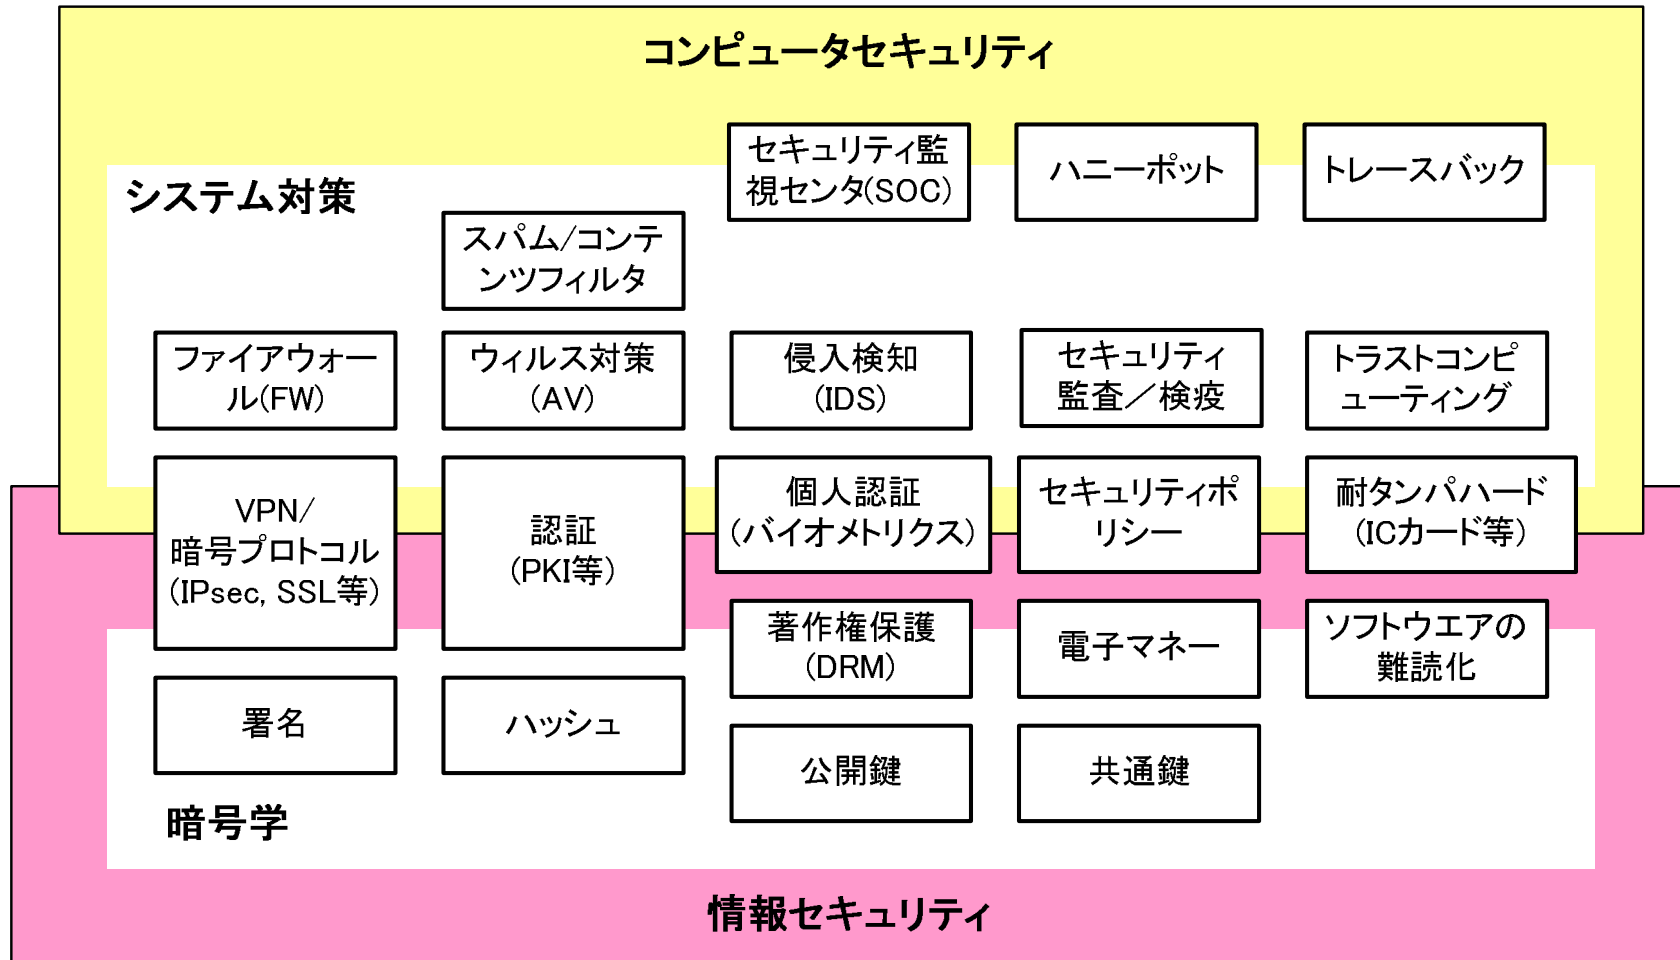 コンピュータセキュリティ
セキュリティ監
視センタ(SOC)
ハニーポット
トレースバック
システム対策
スパム/コンテ
ンツフィルタ
ファイアウォー
ル(FW)
ウィルス対策
(AV)
侵入検知
(IDS)
セキュリティ
監査／検疫
トラストコンピ
ューティング
VPN/
暗号プロトコル
(IPsec, SSL等)
認証
(PKI等)
個人認証
(バイオメトリクス)
セキュリティポ
リシー
耐タンパハード
(ICカード等)
著作権保護
(DRM)
電子マネー
ソフトウエアの
難読化
署名
ハッシュ
公開鍵
共通鍵
暗号学
情報セキュリティ